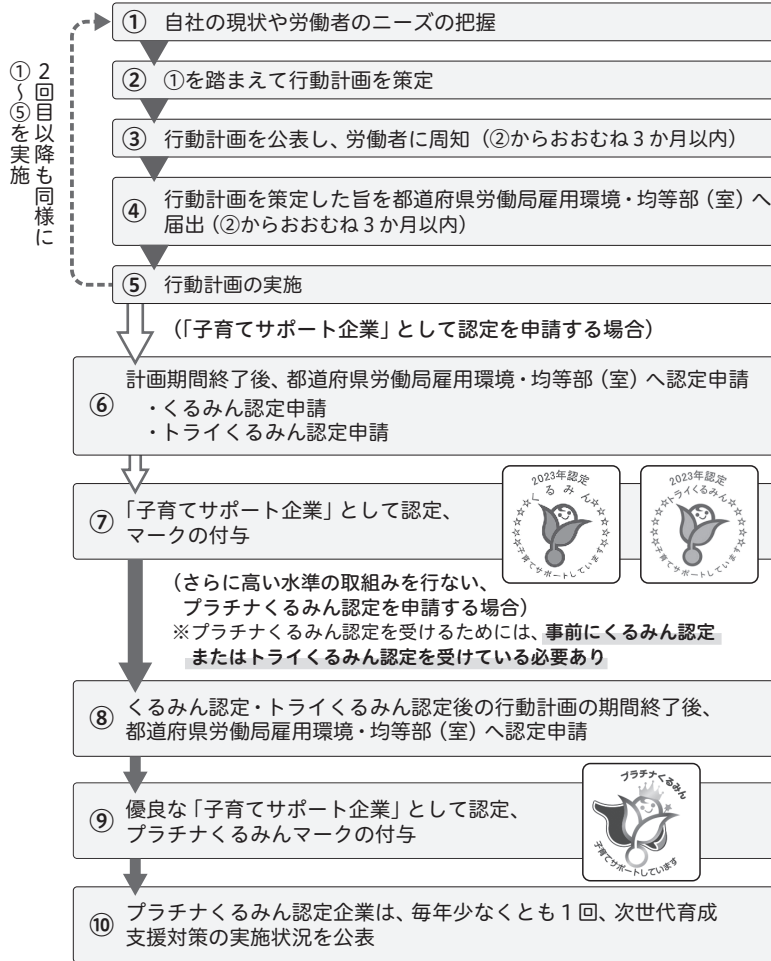 ① 自社の現状や労働者のニーズの把握
② ①を踏まえて行動計画を策定
③ 行動計画を公表し、労働者に周知（②からおおむね３か月以内）
④ 行動計画を策定した旨を都道府県労働局雇用環境・均等部（室）へ
届出（②からおおむね３か月以内）
⑤ 行動計画の実施
２回目以降も同様に
①～⑤を実施
（「子育てサポート企業」として認定を申請する場合）
⑥ 計画期間終了後、都道府県労働局雇用環境・均等部（室）へ認定申請
・くるみん認定申請
・トライくるみん認定申請
⑦ 「子育てサポート企業」として認定、
マークの付与
2023年認定
くるみん
☆☆☆☆子育てサポートしています☆☆☆☆
2023年認定
トライくるみん
☆☆☆☆子育てサポートしています☆☆☆☆
（さらに高い水準の取組みを行ない、
プラチナくるみん認定を申請する場合）
※プラチナくるみん認定を受けるためには、事前にくるみん認定
またはトライくるみん認定を受けている必要あり
⑧ くるみん認定・トライくるみん認定後の行動計画の期間終了後、
都道府県労働局雇用環境・均等部（室）へ認定申請
⑨ 優良な「子育てサポート企業」として認定、
プラチナくるみんマークの付与
プラチナくるみん
子育てサポートしています
⑩ プラチナくるみん認定企業は、毎年少なくとも１回、次世代育成
支援対策の実施状況を公表